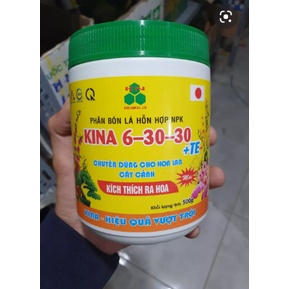 PHÂN BÓN LÁ HỖN HỢP NPK
KINA 6-30-30
+TE
CHUYÊN DÙNG CHO HOA LAN
CÂY CẢNH
KÍCH THÍCH RA HOA
Khối lượng tịnh: 500g
KINA - HIỆU QUẢ VƯỢT TRỘI